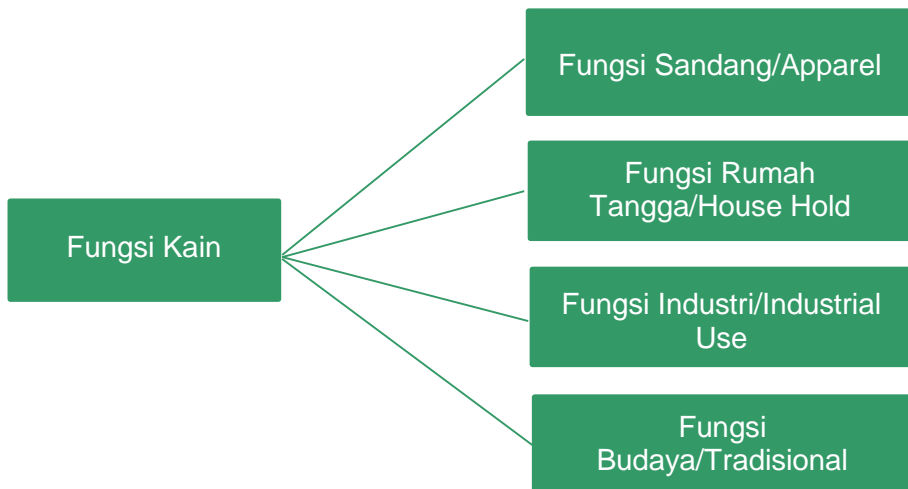 Fungsi Kain
Fungsi Sandang/Apparel
Fungsi Rumah
Tangga/House Hold
Fungsi Industri/Industrial
Use
Fungsi
Budaya/Tradisional